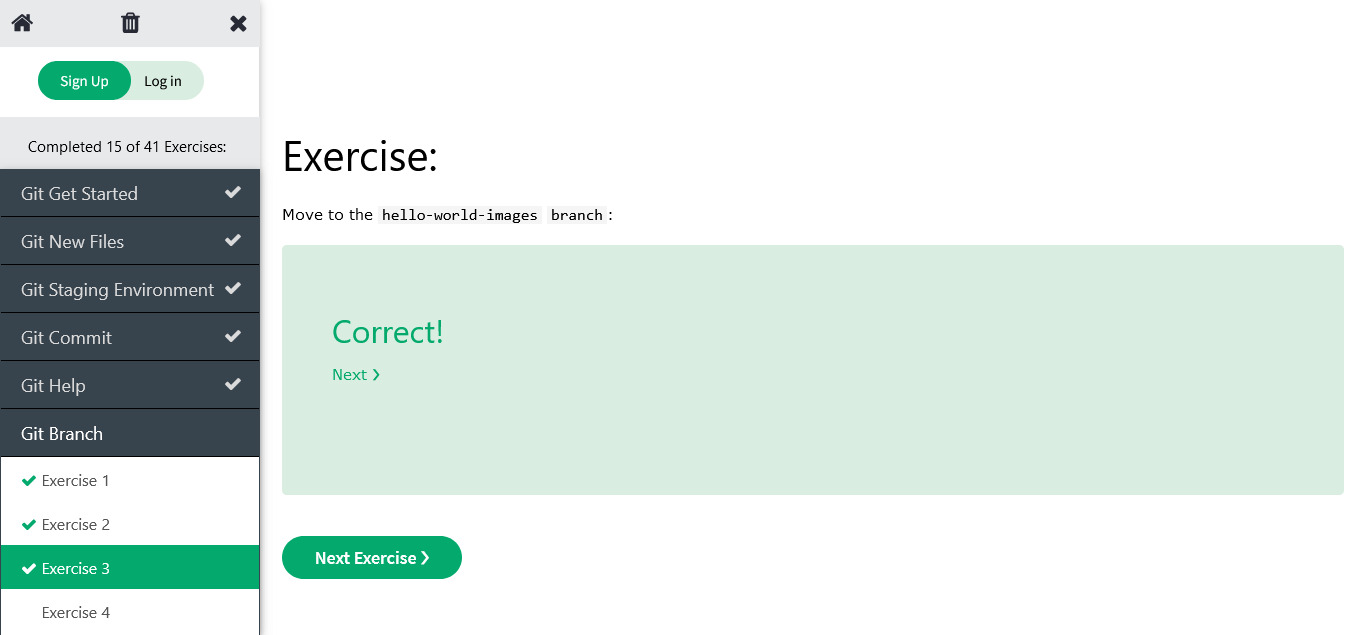 Sign Up Log in
Completed 15 of 41 Exercises:
Git Get Started
Git New Files
Git Staging Environment
Git Commit
Git Help
Git Branch
Exercise 1
Exercise 2
Exercise 3
Exercise 4
Exercise:
Move to the hello-world-images branch:
Correct!
Next ❯
Next Exercise ❯